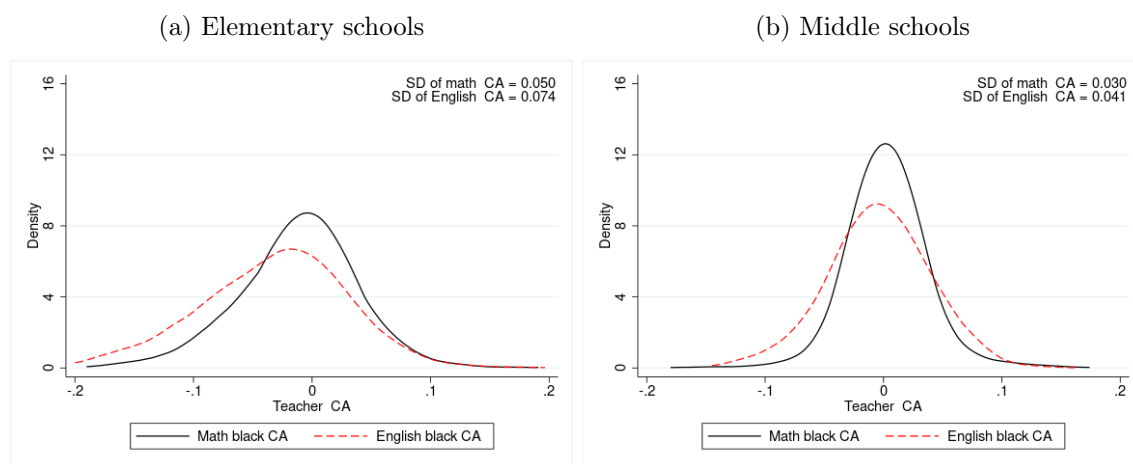 (a) Elementary schools
SD of math CA = 0.050
SD of English CA = 0.074
16
12
8
4
0
Density
-.2
-.1
0
.1
.2
Teacher CA
Math black CA
English black CA
(b) Middle schools
SD of math CA = 0.030
SD of English CA = 0.041
16
12
8
4
0
Density
-.2
-.1
0
.1
.2
Teacher CA
Math black CA
English black CA